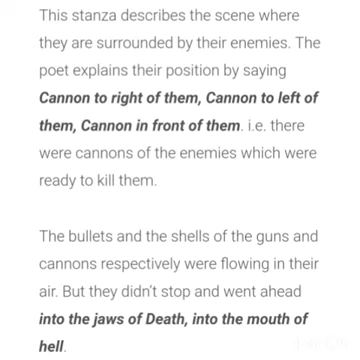 This stanza describes the scene where
they are surrounded by their enemies. The
poet explains their position by saying
Cannon to right of them, Cannon to left of
them, Cannon in front of them. i.e. there
were cannons of the enemies which were
ready to kill them.
The bullets and the shells of the guns and
cannons respectively were flowing in their
air. But they didn't stop and went ahead
into the jaws of Death, into the mouth of
hell.